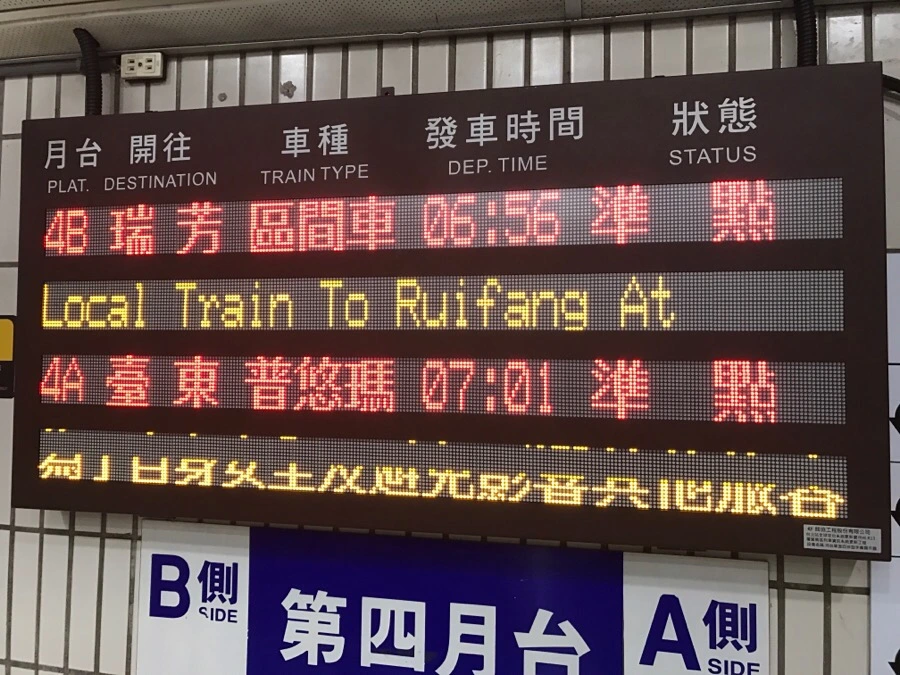 月台 開往 車種 發車時間 狀態
PLAT. DESTINATION TRAIN TYPE DEP. TIME STATUS
4B 瑞芳 區間車 06:56 準點
Local Train To Ruifang At
4A 臺東 普悠瑪 07:01 準點
B側 SIDE
第四月台
A側 SIDE